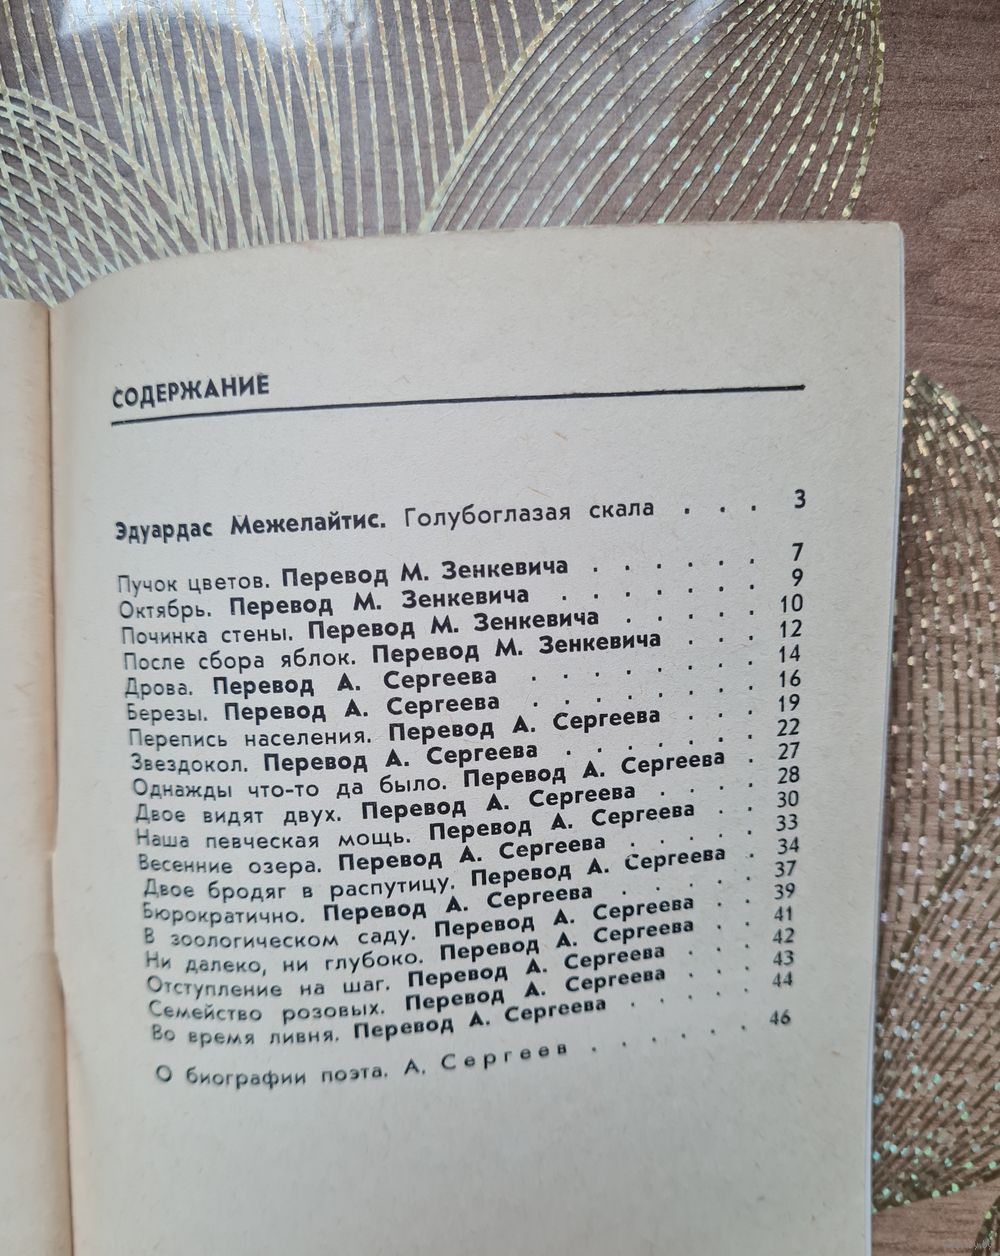 СОДЕРЖАНИЕ
Эдуардас Межелайтис. Голубоглазая скала . . . 3
Пучок цветов. Перевод М. Зенкевича . . . . . . 7
Октябрь. Перевод М. Зенкевича . . . . . . . 9
Починка стены. Перевод М. Зенкевича . . . . . 10
После сбора яблок. Перевод М. Зенкевича . . . 12
Дрова. Перевод А. Сергеева . . . . . . . 14
Березы. Перевод А. Сергеева . . . . . . . 16
Перепись населения. Перевод А. Сергеева . . . 19
Звездокол. Перевод А. Сергеева . . . . . . . 22
Однажды что-то да было. Перевод А. Сергеева . 27
Двое видят двух. Перевод А. Сергеева . . . . 28
Наша певческая мощь. Перевод А. Сергеева . . 30
Весенние озера. Перевод А. Сергеева . . . . . 33
Двое бродяг в распутицу. Перевод А. Сергеева . 34
Бюрократично. Перевод А. Сергеева . . . . . 37
В зоологическом саду. Перевод А. Сергеева . . 39
Ни далеко, ни глубоко. Перевод А. Сергеева . . 41
Отступление на шаг. Перевод А. Сергеева . . . 42
Семейство розовых. Перевод А. Сергеева . . . 43
Во время ливня. Перевод А. Сергеева . . . . . 44
О биографии поэта. А. Сергеев . . . . . . 46